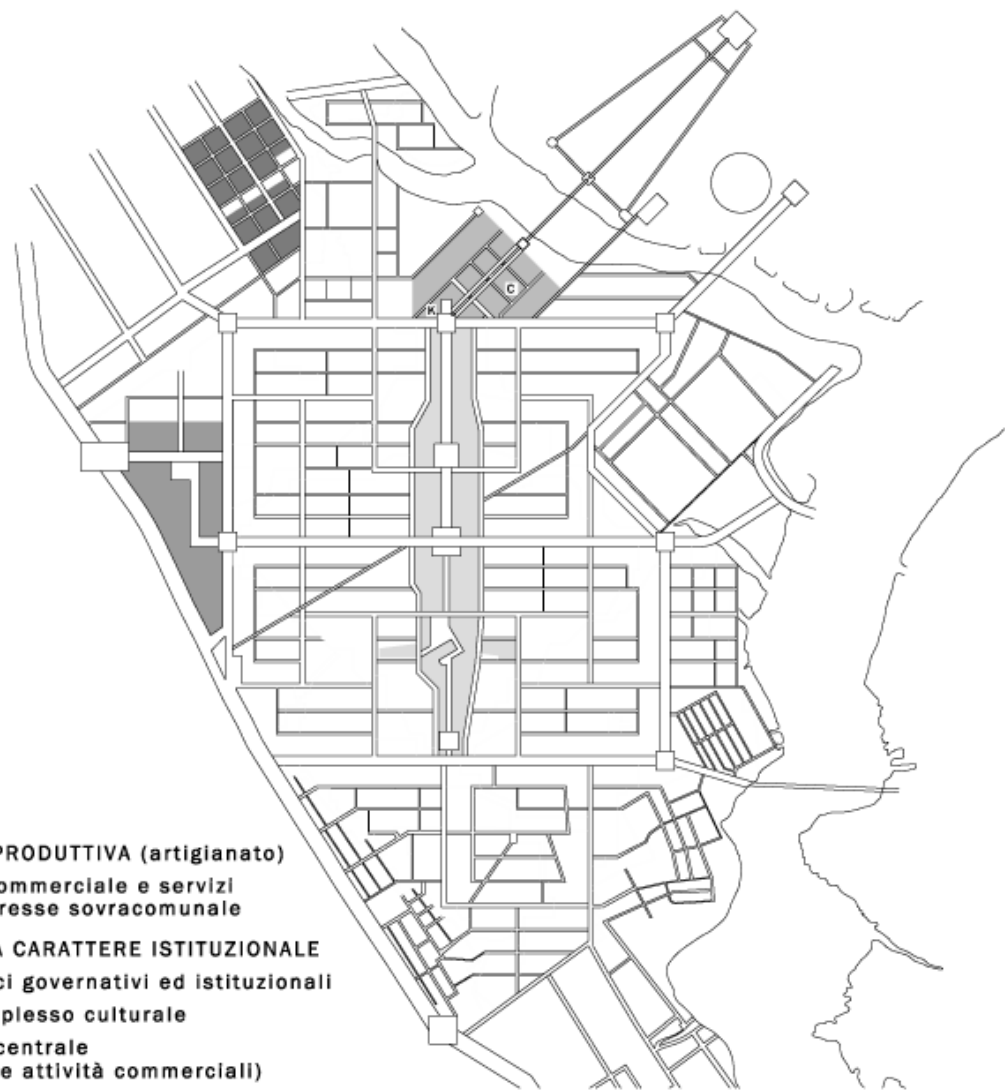 K
C
PRODUTTIVA (artigianato)
ommerciale e servizi
resse sovracomunale
A CARATTERE ISTITUZIONALE
ci governativi ed istituzionali
plesso culturale
centrale
e attività commerciali)